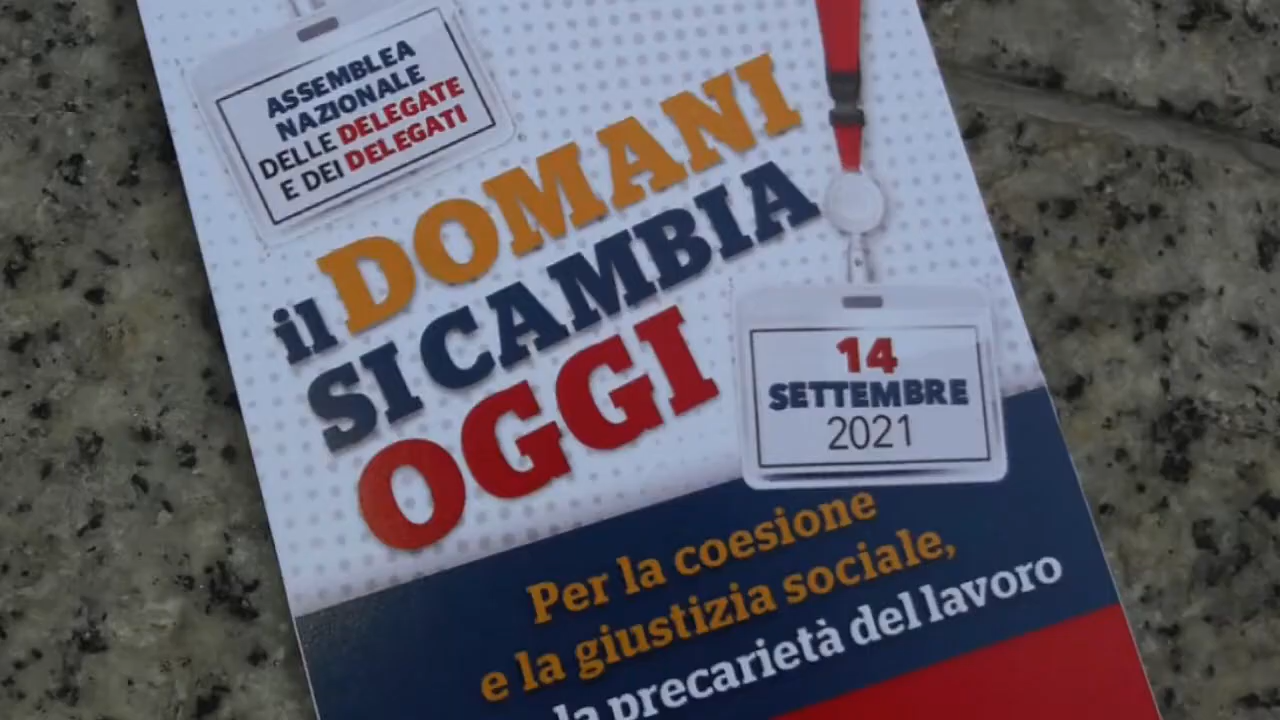 ASSEMBLEA
NAZIONALE
DELLE DELEGATE
E DEI DELEGATI
il DOMANI
SI CAMBIA
OGGI
14
SETTEMBRE
2021
Per la coesione
e la giustizia sociale,
la precarietà del lavoro